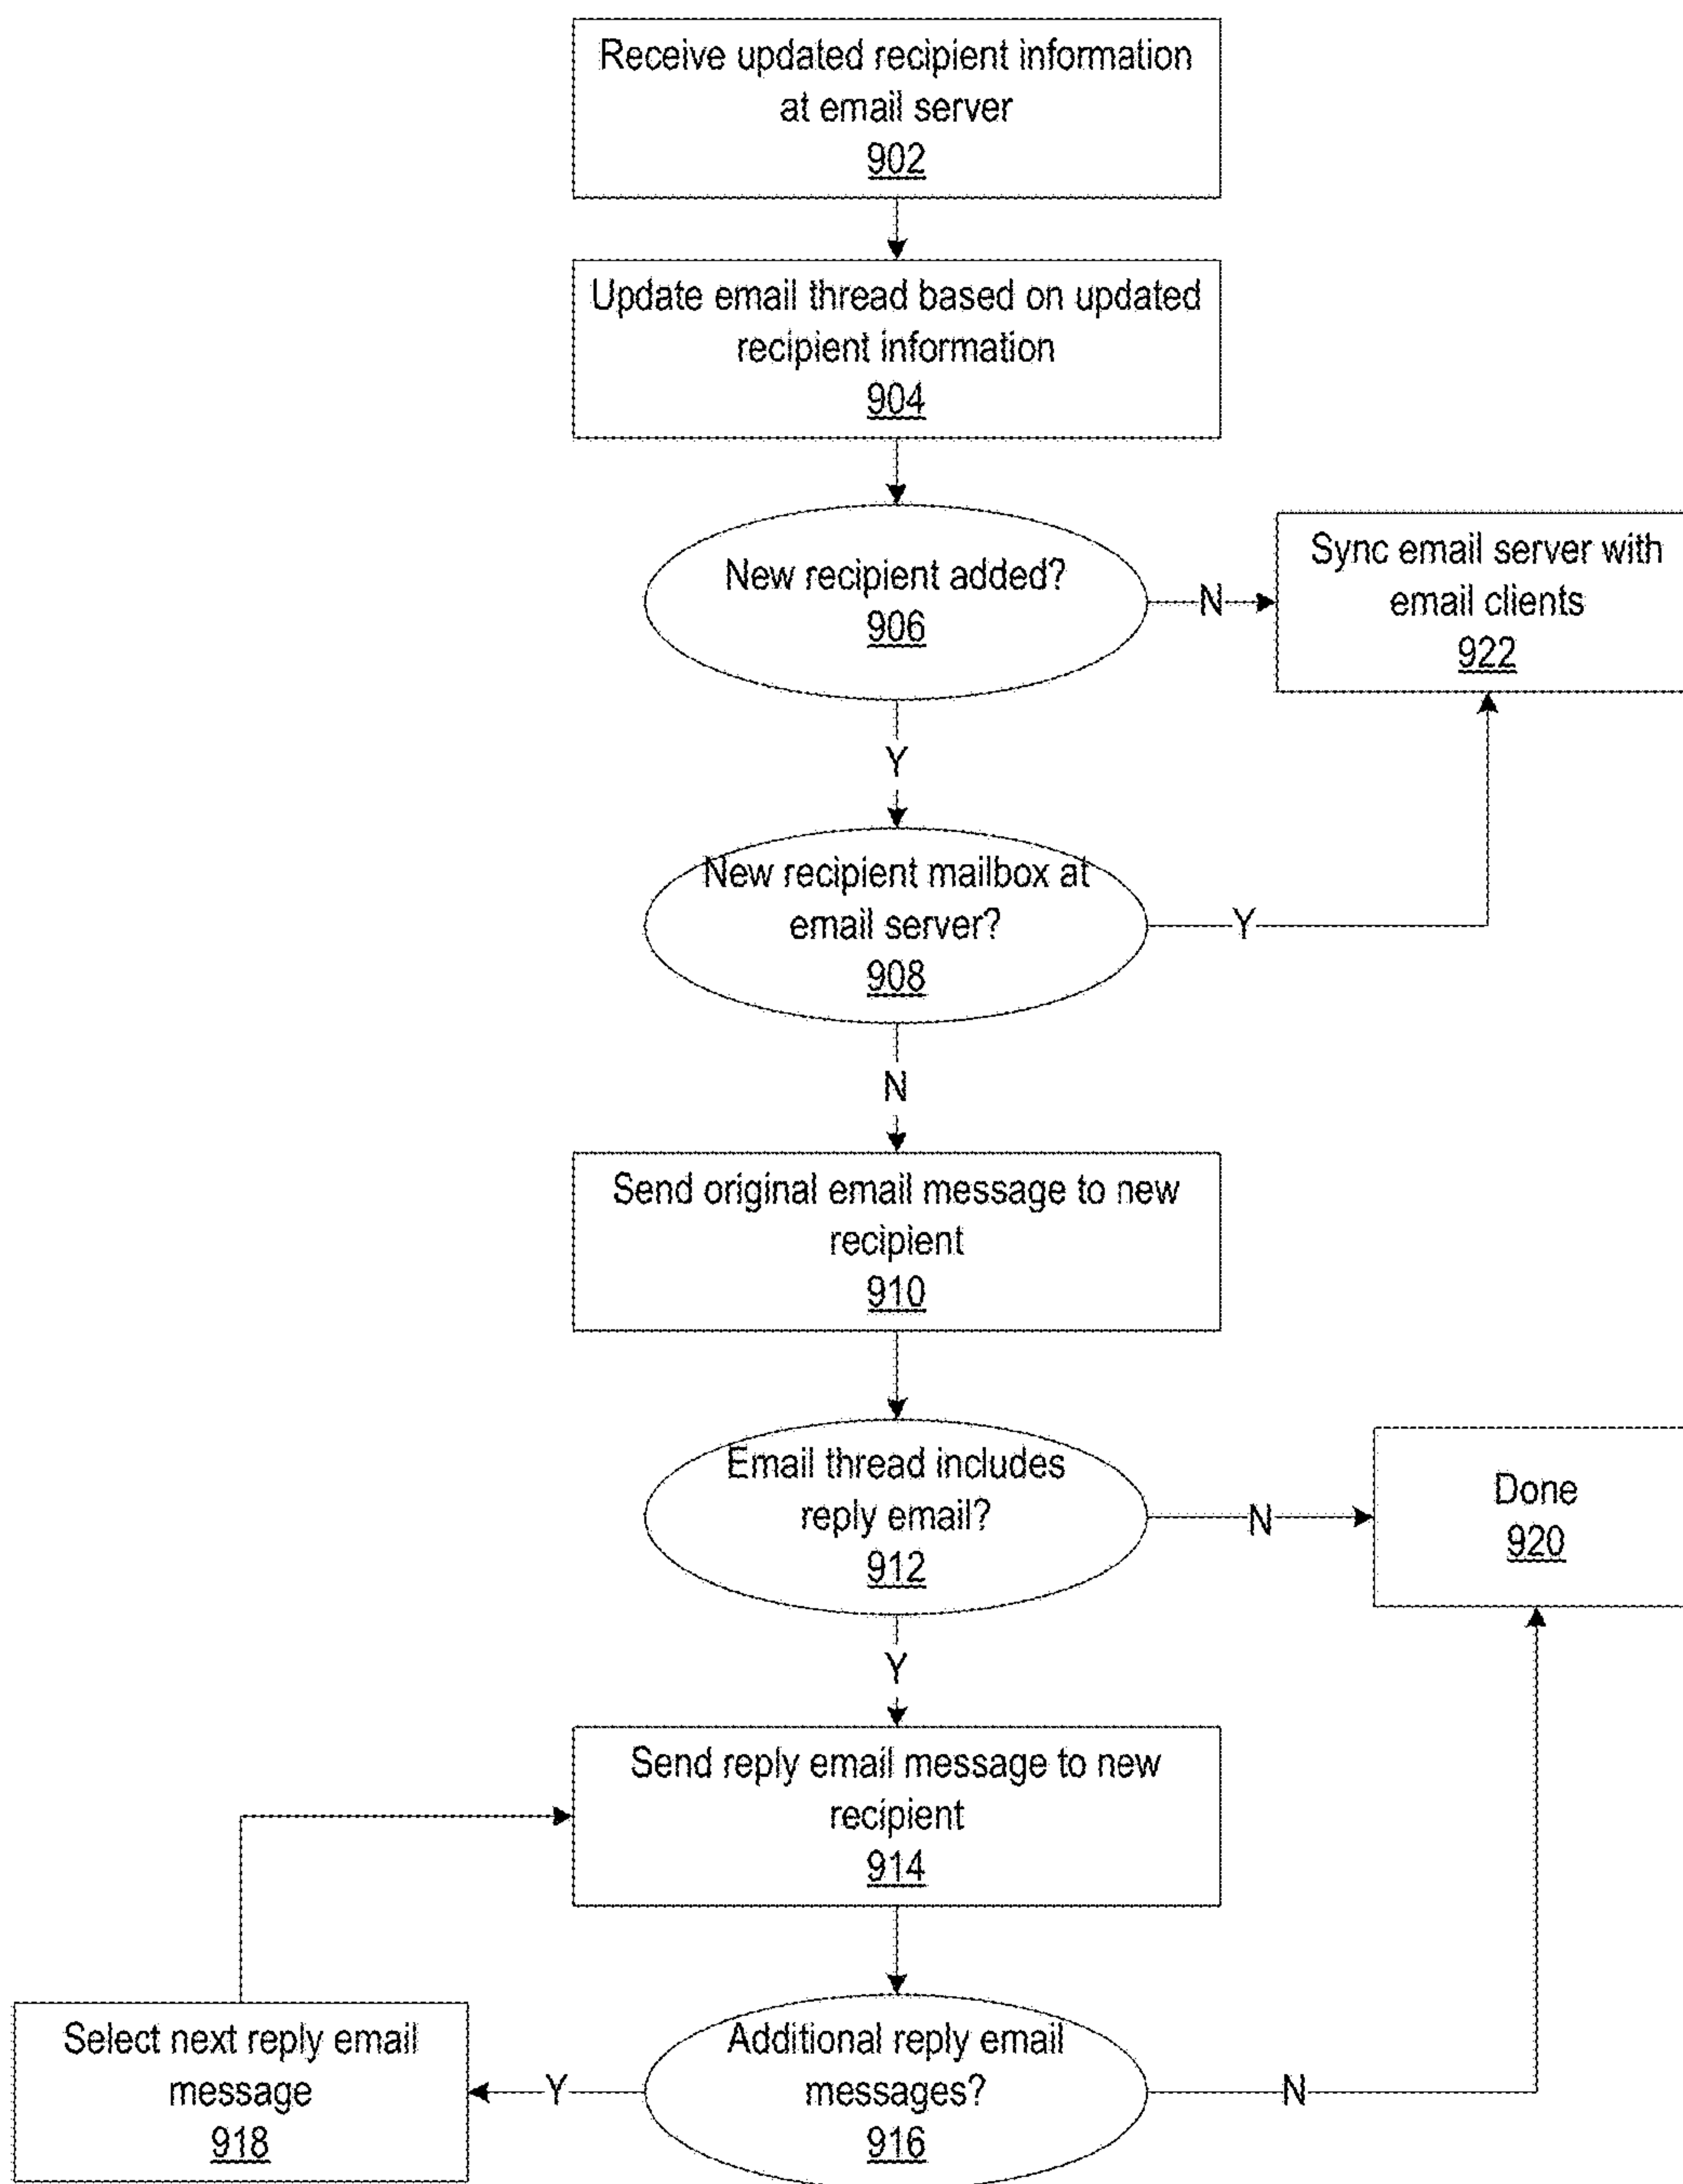 Receive updated recipient information
at email server
902
Update email thread based on updated
recipient information
904
New recipient added?
906
N
Sync email server with
email clients
922
Y
New recipient mailbox at
email server?
908
Y
N
Send original email message to new
recipient
910
Email thread includes
reply email?
912
N
Done
920
Y
Send reply email message to new
recipient
914
Select next reply email
message
918
Y
Additional reply email
messages?
916
N